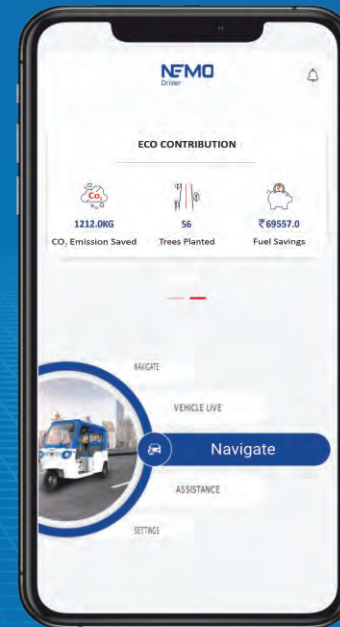 NEMO
Driver
ECO CONTRIBUTION
CO₂
1212.0KG 56 ₹69557.0
CO₂ Emission Saved Trees Planted Fuel Savings
NAVIGATE
VEHICLE LIVE
Navigate
ASSISTANCE
SETTINGS